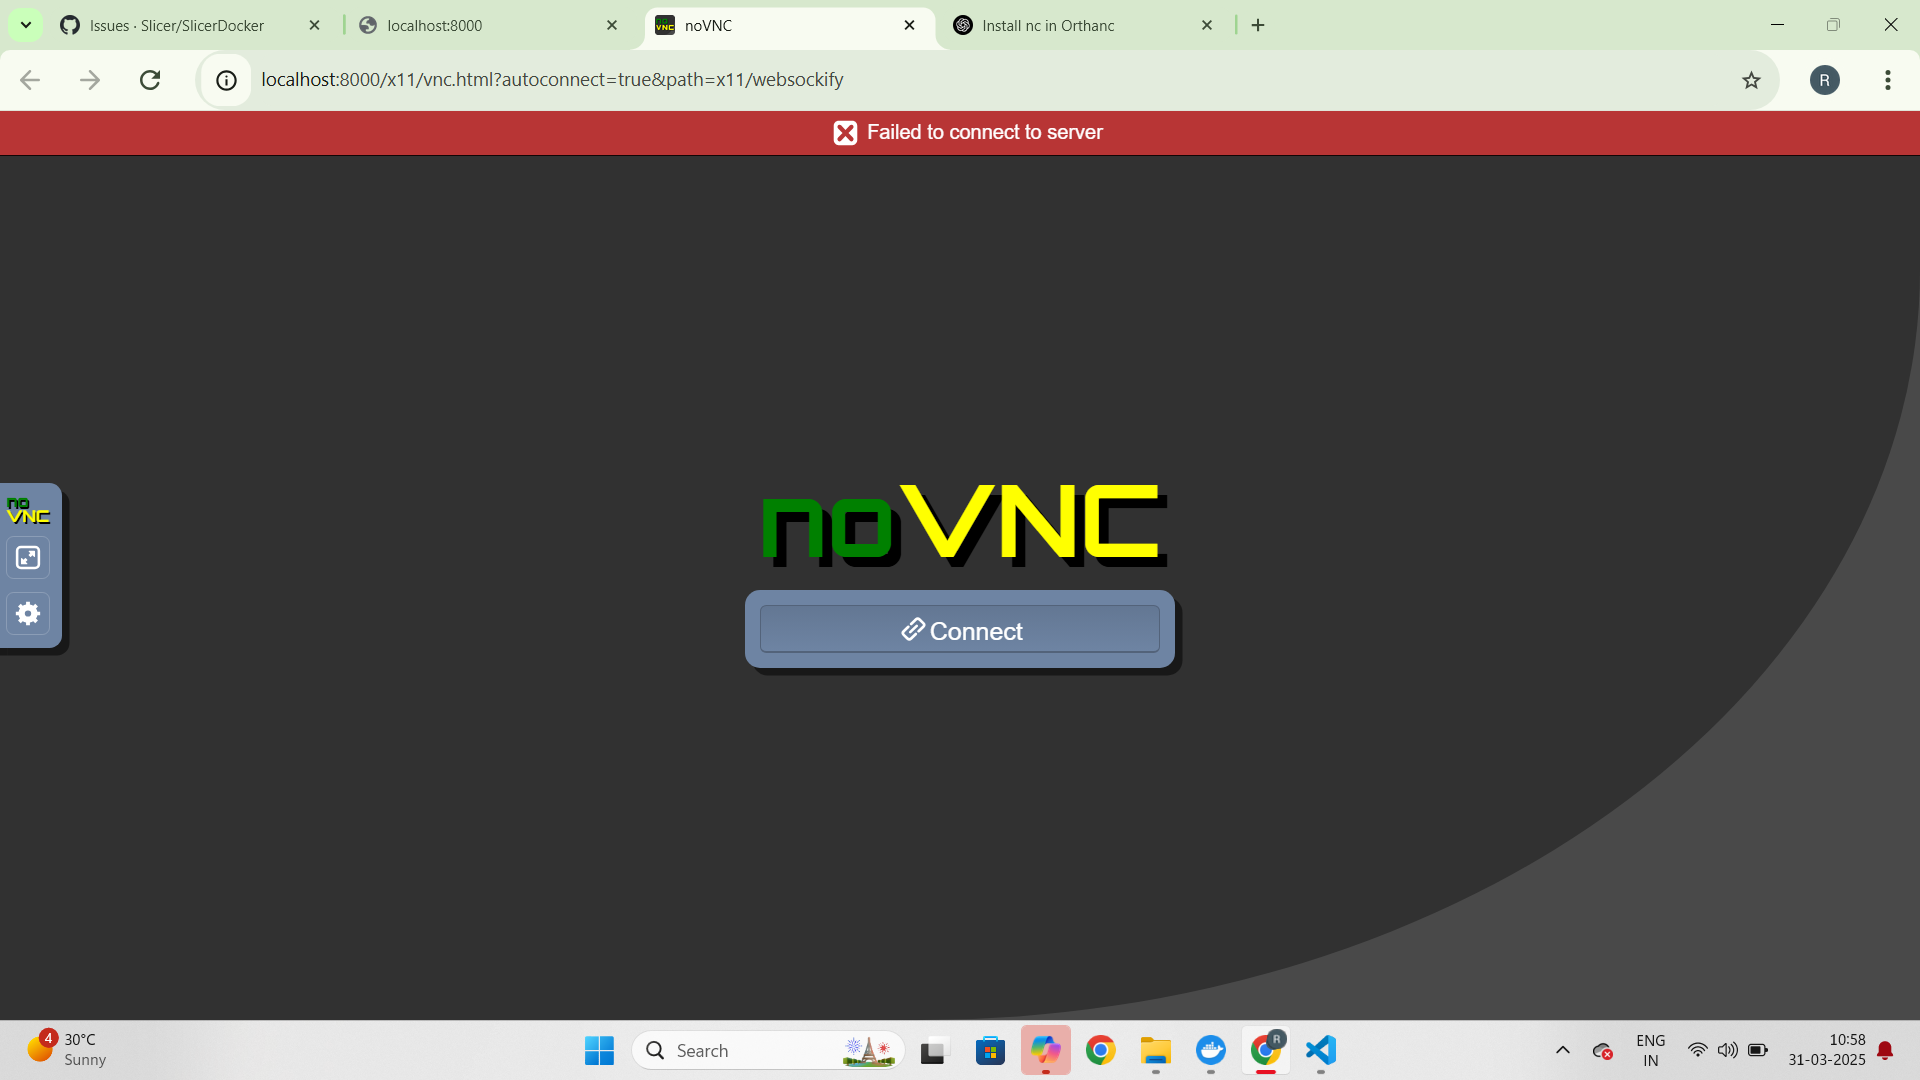 Issues · Slicer/SlicerDocker
localhost:8000
noVNC
Install nc in Orthanc
localhost:8000/x11/vnc.html?autoconnect=true&path=x11/websockify
R
Failed to connect to server
no
VNC
noVNC
Connect
4
30°C
Sunny
Search
R
ENG
IN
10:58
31-03-2025